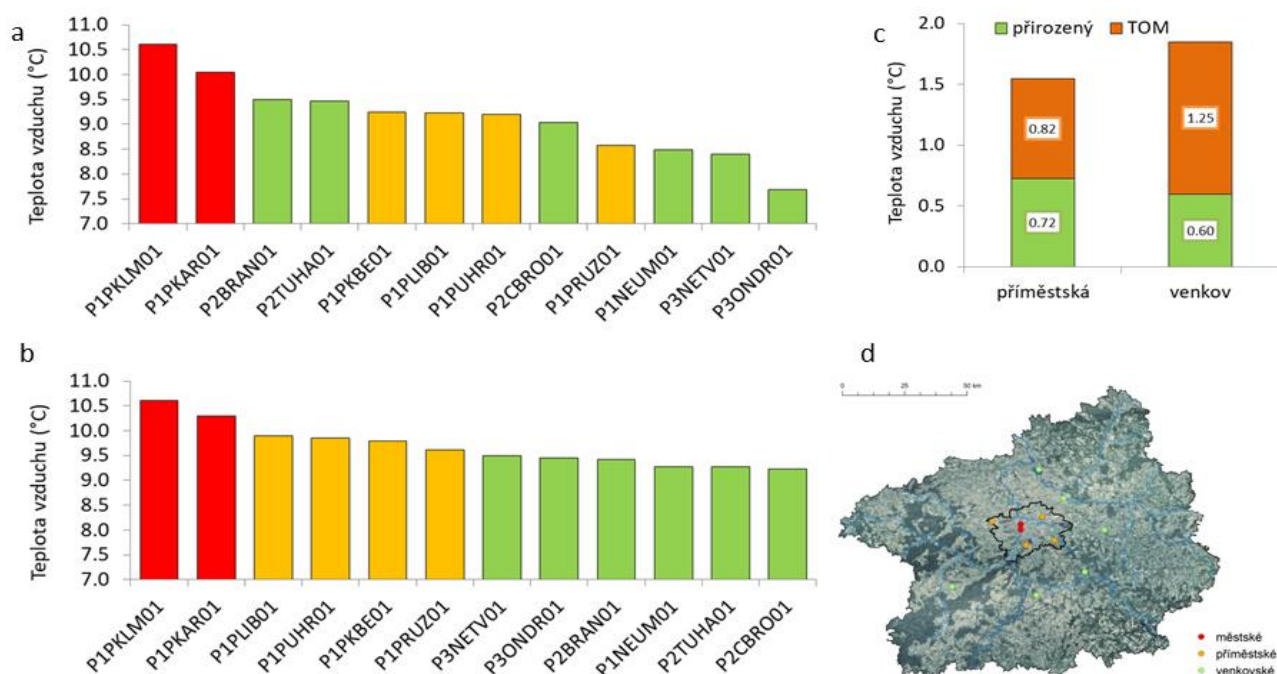 a
Teplota vzduchu (°C)
11.0
10.5
10.0
9.5
9.0
8.5
8.0
7.5
7.0
P1PKLM01
P1PKAR01
P2BRAN01
P2TUHA01
P1PKBE01
P1PLIB01
P1PUHR01
P2CBRO01
P1PRUZ01
P1NEUM01
P3NETV01
P3ONDR01
c
přirozený TOM
Teplota vzduchu (°C)
2.0
1.5
1.0
0.5
0.0
0.82
0.72
1.25
0.60
příměstská venkov
b
Teplota vzduchu (°C)
11.0
10.5
10.0
9.5
9.0
8.5
8.0
7.5
7.0
P1PKLM01
P1PKAR01
P1PLIB01
P1PUHR01
P1PKBE01
P1PRUZ01
P3NETV01
P3ONDR01
P2BRAN01
P1NEUM01
P2TUHA01
P2CBRO01
d
0 25 50 km
městské
příměstské
venkovské